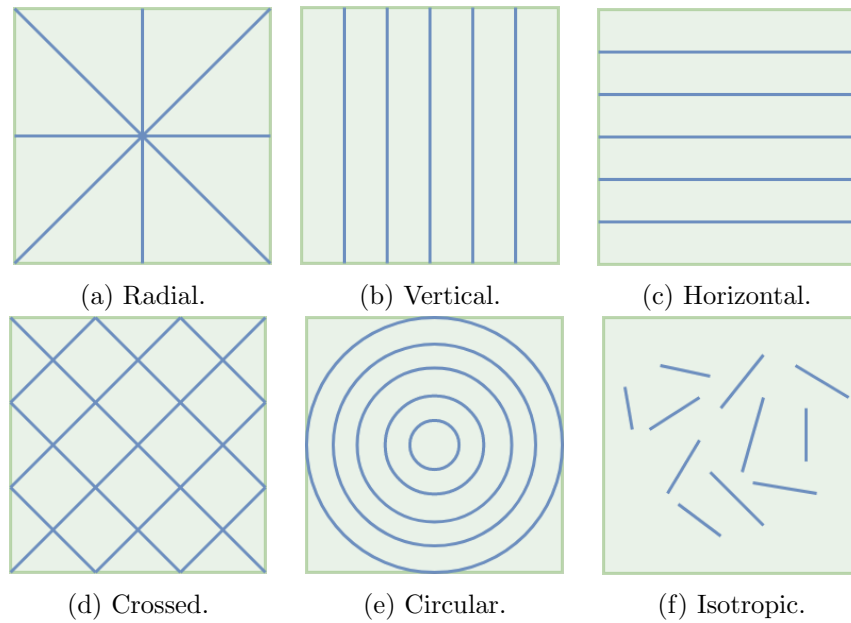 (a) Radial.
(b) Vertical.
(c) Horizontal.
(d) Crossed.
(e) Circular.
(f) Isotropic.